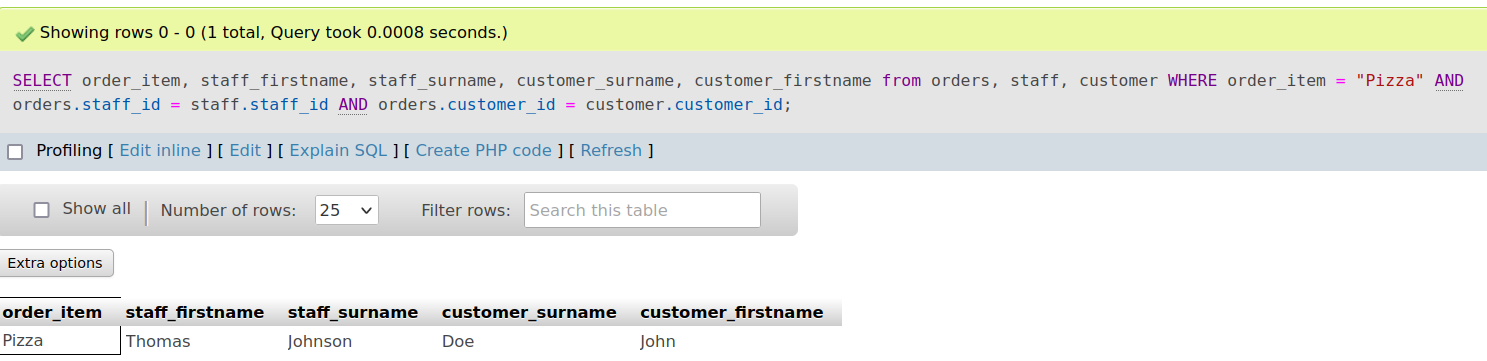 Showing rows 0 - 0 (1 total, Query took 0.0008 seconds.)
SELECT order_item, staff_firstname, staff_surname, customer_surname, customer_firstname from orders, staff, customer WHERE order_item = "Pizza" AND
orders.staff_id = staff.staff_id AND orders.customer_id = customer.customer_id;
Profiling [ Edit inline ] [ Edit ] [ Explain SQL ] [ Create PHP code ] [ Refresh ]
Show all | Number of rows: 25 Filter rows: Search this table
Extra options
order_item staff_firstname staff_surname customer_surname customer_firstname
Pizza Thomas Johnson Doe John